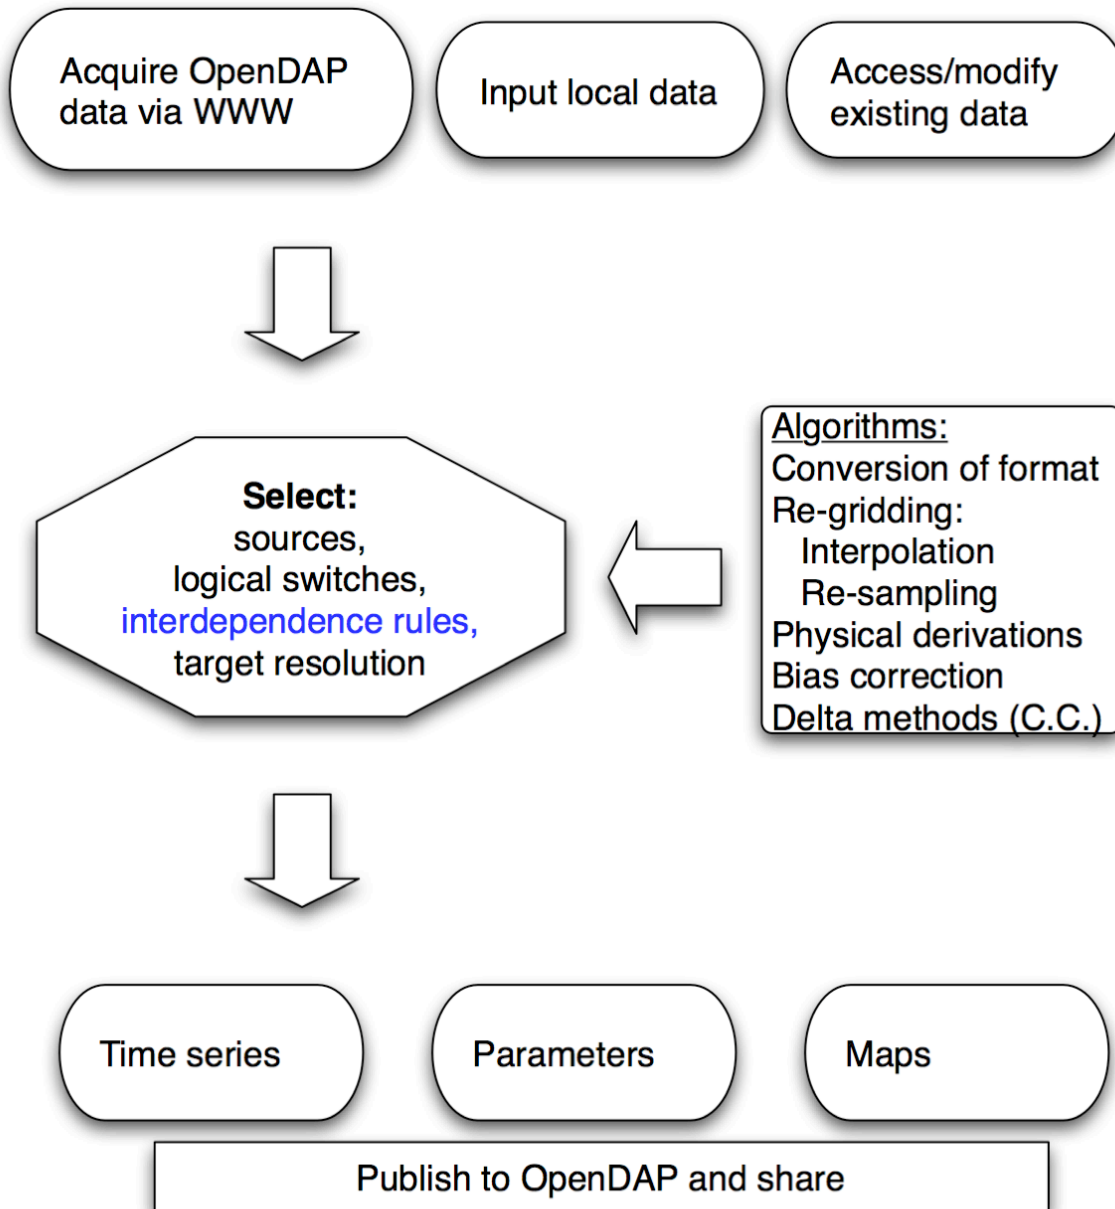 Acquire OpenDAP
data via WWW
Input local data
Access/modify
existing data
Select:
sources,
logical switches,
interdependence rules,
target resolution
Algorithms:
Conversion of format
Re-gridding:
Interpolation
Re-sampling
Physical derivations
Bias correction
Delta methods (C.C.)
Time series
Parameters
Maps
Publish to OpenDAP and share